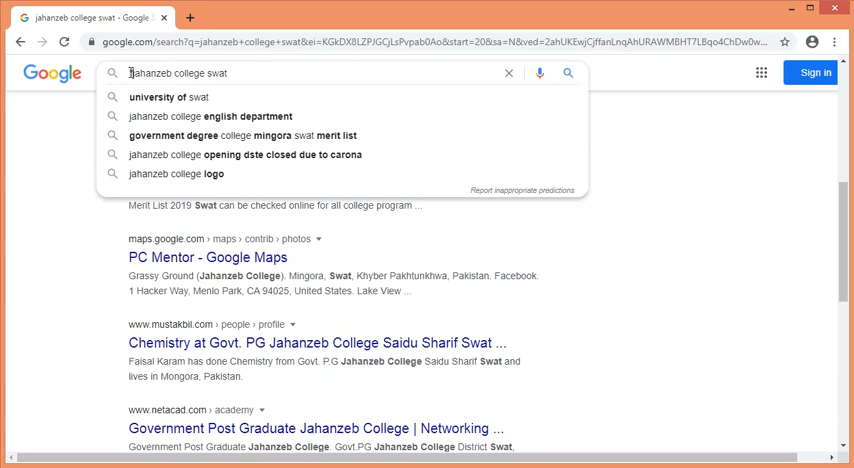 jahanzeb college swat - Google S
google.com/search?q=jahanzeb+college+swat&ei=KGkDX8LZPJGCjLsPvpab0Ao&start=20&sa=N&ved=2ahUKEwjCjffanLnqAhURAWMBHT7LBqo4ChDw0w...
Google
jahanzeb college swat
Sign in
university of swat
jahanzeb college english department
government degree college mingora swat merit list
jahanzeb college opening dste closed due to carona
jahanzeb college logo
Report inappropriate predictions
Merit List 2019 Swat can be checked online for all college program ...
maps.google.com › maps › contrib › photos
PC Mentor - Google Maps
Grassy Ground (Jahanzeb College). Mingora, Swat, Khyber Pakhtunkhwa, Pakistan. Facebook.
1 Hacker Way, Menlo Park, CA 94025, United States. Lake View ...
www.mustakbil.com › people › profile
Chemistry at Govt. PG Jahanzeb College Saidu Sharif Swat ...
Faisal Karam has done Chemistry from Govt. P.G Jahanzeb College Saidu Sharif Swat and
lives in Mongora, Pakistan.
www.netacad.com › academy
Government Post Graduate Jahanzeb College | Networking ...
Government Post Graduate Jahanzeb College. Govt.PG Jahanzeb College District Swat,